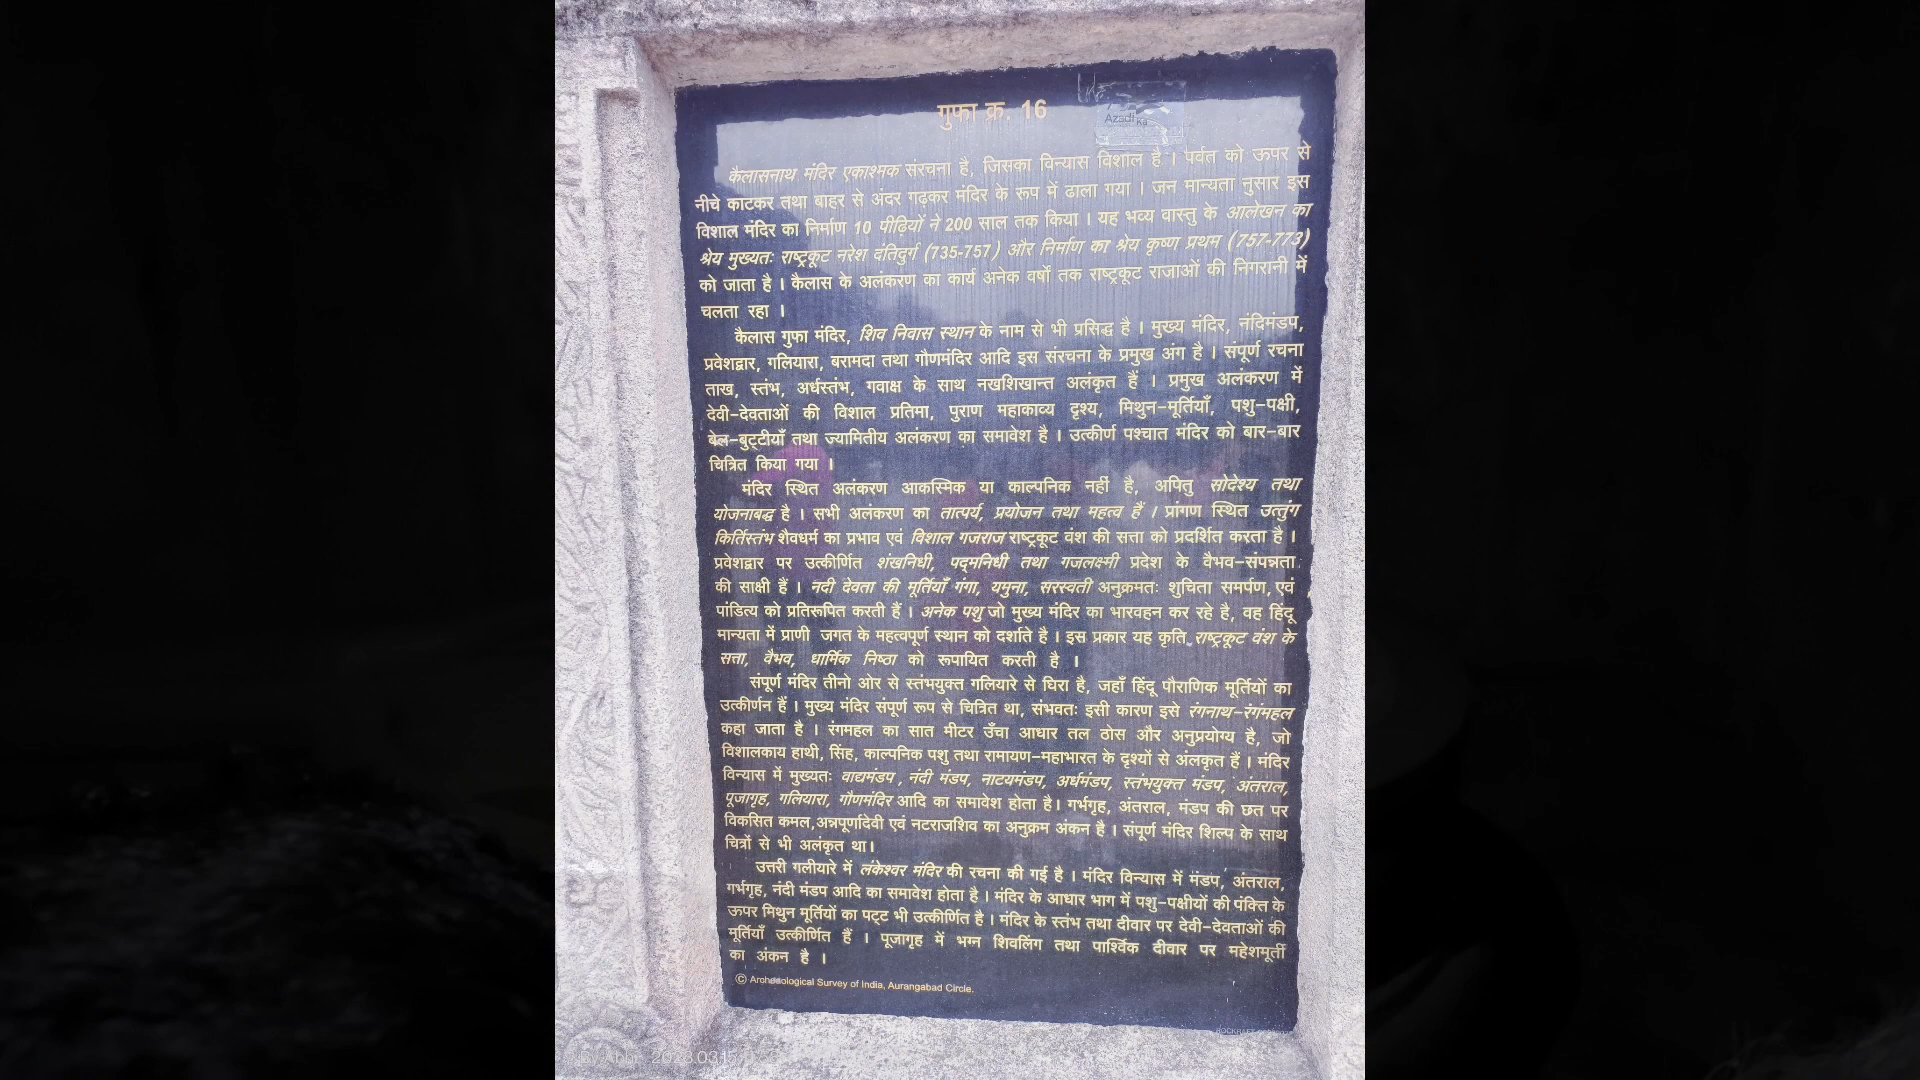 गुफा क्र. 16
Azadi Ka
कैलासनाथ मंदिर एकाश्मक संरचना है, जिसका विन्यास विशाल है । पर्वत को ऊपर से
नीचे काटकर तथा बाहर से अंदर गढ़कर मंदिर के रूप में ढाला गया । जन मान्यता नुसार इस
विशाल मंदिर का निर्माण 10 पीढ़ियों ने 200 साल तक किया । यह भव्य वास्तु के आलेखन का
श्रेय मुख्यतः राष्ट्रकूट नरेश दंतिदुर्ग (735-757) और निर्माण का श्रेय कृष्ण प्रथम (757-773)
को जाता है । कैलास के अलंकरण का कार्य अनेक वर्षो तक राष्ट्रकूट राजाओं की निगरानी में
चलता रहा ।
कैलास गुफा मंदिर, शिव निवास स्थान के नाम से भी प्रसिद्ध है । मुख्य मंदिर, नंदिमंडप,
प्रवेशद्वार, गलियारा, बरामदा तथा गौणमंदिर आदि इस संरचना के प्रमुख अंग है । संपूर्ण रचना
ताख, स्तंभ, अर्धस्तंभ, गवाक्ष के साथ नखशिखान्त अलंकृत हैं । प्रमुख अलंकरण में
देवी-देवताओं की विशाल प्रतिमा, पुराण महाकाव्य दृश्य, मिथुन-मूर्तियाँ, पशु-पक्षी,
बेल-बुट्टीयाँ तथा ज्यामितीय अलंकरण का समावेश है । उत्कीर्ण पश्चात मंदिर को बार-बार
चित्रित किया गया ।
मंदिर स्थित अलंकरण आकस्मिक या काल्पनिक नहीं है, अपितु सोदेश्य तथा
योजनाबद्ध है । सभी अलंकरण का तात्पर्य, प्रयोजन तथा महत्व हैं । प्रांगण स्थित उत्तुंग
किर्तिस्तंभ शैवधर्म का प्रभाव एवं विशाल गजराज राष्ट्रकूट वंश की सत्ता को प्रदर्शित करता है ।
प्रवेशद्वार पर उत्कीर्णित शंखनिधी, पद्मनिधी तथा गजलक्ष्मी प्रदेश के वैभव-संपन्नता
की साक्षी हैं । नदी देवता की मूर्तियाँ गंगा, यमुना, सरस्वती अनुक्रमतः शुचिता समर्पण, एवं
पांडित्य को प्रतिरूपित करती हैं । अनेक पशु जो मुख्य मंदिर का भारवहन कर रहे है, वह हिंदू
मान्यता में प्राणी जगत के महत्वपूर्ण स्थान को दर्शाते है । इस प्रकार यह कृति राष्ट्रकूट वंश के
सत्ता, वैभव, धार्मिक निष्ठा को रूपायित करती है ।
संपूर्ण मंदिर तीनो ओर से स्तंभयुक्त गलियारे से घिरा है, जहाँ हिंदू पौराणिक मूर्तियों का
उत्कीर्णन हैं । मुख्य मंदिर संपूर्ण रूप से चित्रित था, संभवतः इसी कारण इसे रंगनाथ-रंगमहल
कहा जाता है । रंगमहल का सात मीटर उँचा आधार तल ठोस और अनुप्रयोग्य है, जो
विशालकाय हाथी, सिंह, काल्पनिक पशु तथा रामायण-महाभारत के दृश्यों से अंलकृत हैं । मंदिर
विन्यास में मुख्यतः वाद्यमंडप , नंदी मंडप, नाटयमंडप, अर्धमंडप, स्तंभयुक्त मंडप, अंतराल,
पूजागृह, गलियारा, गौणमंदिर आदि का समावेश होता है । गर्भगृह, अंतराल, मंडप की छत पर
विकसित कमल,अन्नपूर्णादेवी एवं नटराजशिव का अनुक्रम अंकन है । संपूर्ण मंदिर शिल्प के साथ
चित्रों से भी अलंकृत था ।
उत्तरी गलीयारे में लंकेश्वर मंदिर की रचना की गई है । मंदिर विन्यास में मंडप, अंतराल,
गर्भगृह, नंदी मंडप आदि का समावेश होता है । मंदिर के आधार भाग में पशु-पक्षीयों की पंक्ति के
ऊपर मिथुन मूर्तियों का पट्ट भी उत्कीर्णित है । मंदिर के स्तंभ तथा दीवार पर देवी-देवताओं की
मूर्तियाँ उत्कीर्णित हैं । पूजागृह में भग्न शिवलिंग तथा पार्श्विक दीवार पर महेशमूर्ती
का अंकन है ।
© Archaeological Survey of India, Aurangabad Circle.